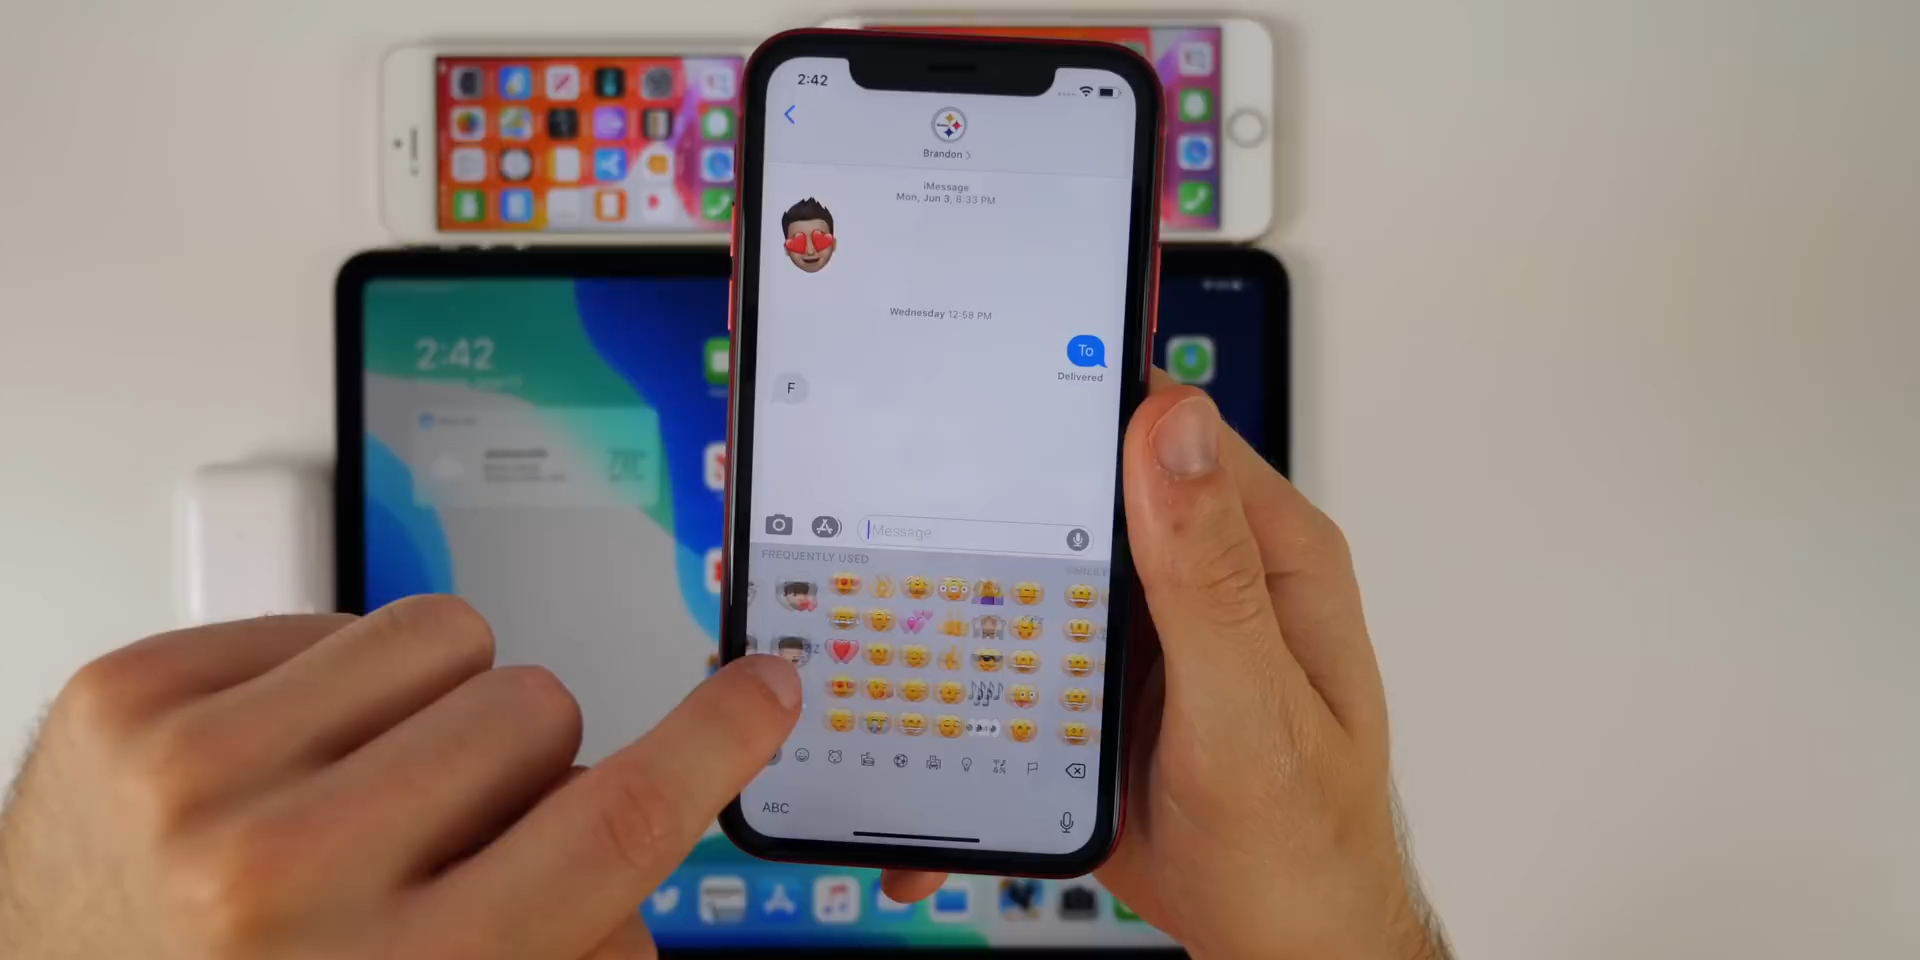 2:42
Brandon >
iMessage
Mon, Jun 3, 8:33 PM
Wednesday 12:58 PM
To
Delivered
F
Message
FREQUENTLY USED
ABC
2:42